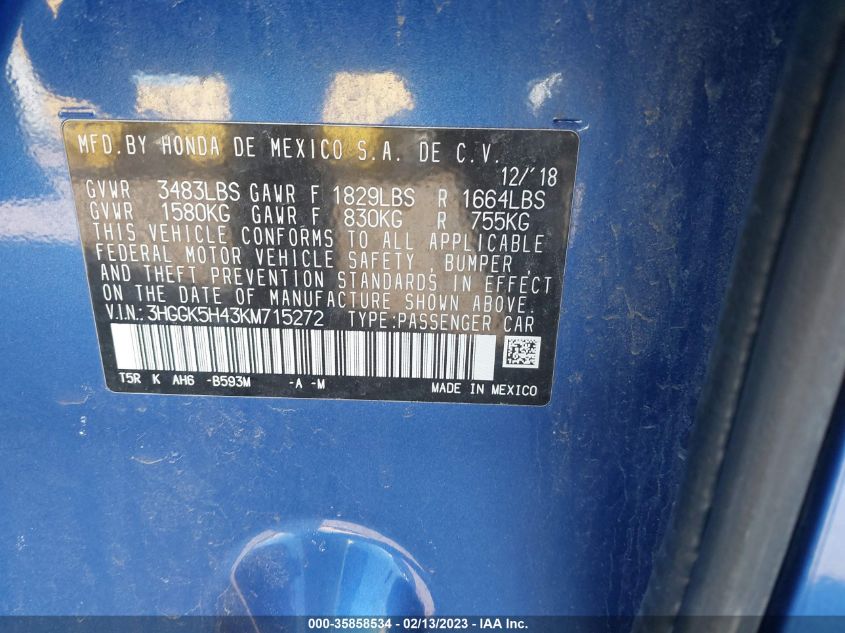 MFD.BY HONDA DE MEXICO S.A. DE C.V.
12/'18
GVWR 3483LBS GAWR F 1829LBS R 1664LBS
GVWR 1580KG GAWR F 830KG R 755KG
THIS VEHICLE CONFORMS TO ALL APPLICABLE
FEDERAL MOTOR VEHICLE SAFETY , BUMPER ,
AND THEFT PREVENTION STANDARDS IN EFFECT
ON THE DATE OF MANUFACTURE SHOWN ABOVE.
V.I.N.:3HGGK5H43KM715272 TYPE:PASSENGER CAR
T5R K AH6 -B593M -A -M MADE IN MEXICO
000-35858534 - 02/13/2023 - IAA Inc.